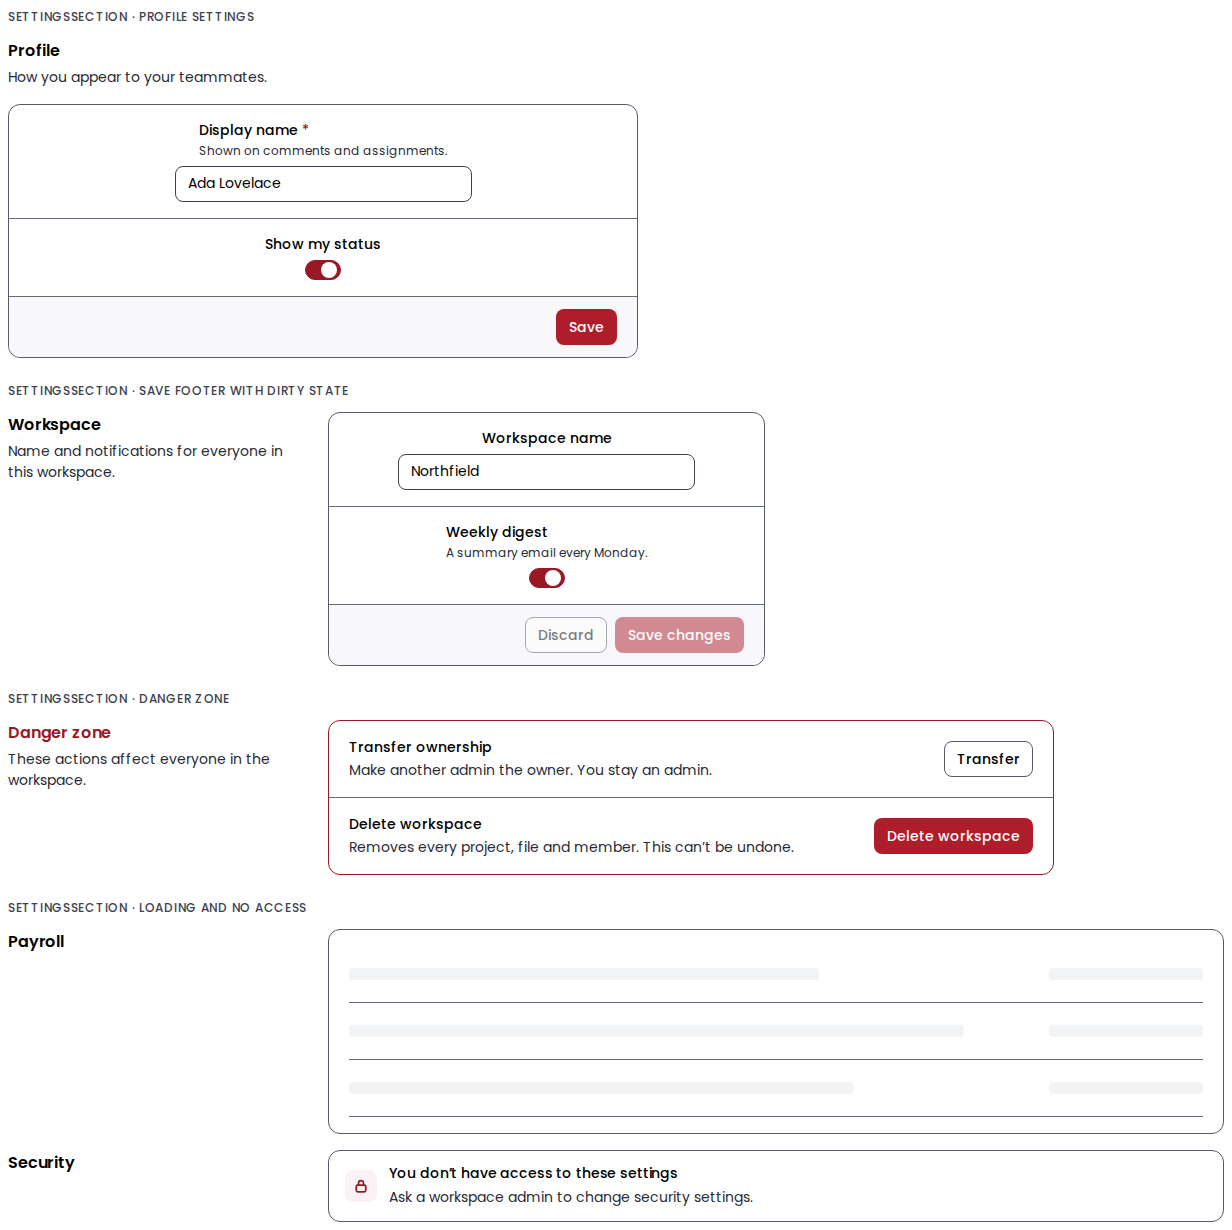 SETTINGSSECTION · PROFILE SETTINGS
Profile
How you appear to your teammates.
Display name *
Shown on comments and assignments.
Ada Lovelace
Show my status
Save
SETTINGSSECTION · SAVE FOOTER WITH DIRTY STATE
Workspace
Name and notifications for everyone in
this workspace.
Workspace name
Northfield
Weekly digest
A summary email every Monday.
Discard
Save changes
SETTINGSSECTION · DANGER ZONE
Danger zone
These actions affect everyone in the
workspace.
Transfer ownership
Make another admin the owner. You stay an admin.
Transfer
Delete workspace
Removes every project, file and member. This can’t be undone.
Delete workspace
SETTINGSSECTION · LOADING AND NO ACCESS
Payroll
Security
You don’t have access to these settings
Ask a workspace admin to change security settings.